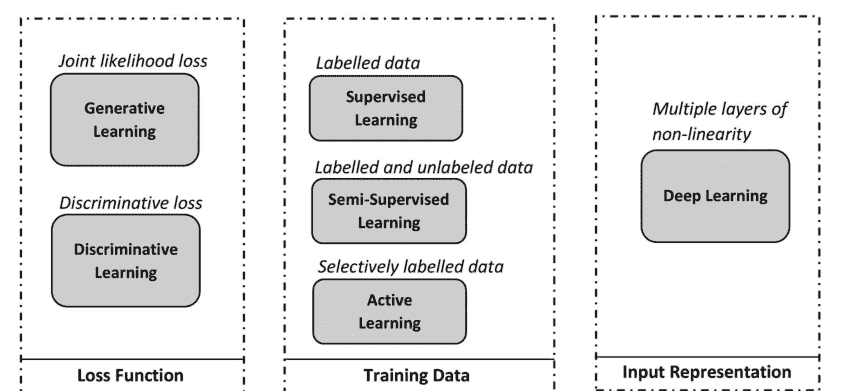 Joint likelihood loss
Generative
Learning
Discriminative loss
Discriminative
Learning
Loss Function
Labelled data
Supervised
Learning
Labelled and unlabeled data
Semi-Supervised
Learning
Selectively labelled data
Active
Learning
Training Data
Multiple layers of
non-linearity
Deep Learning
Input Representation